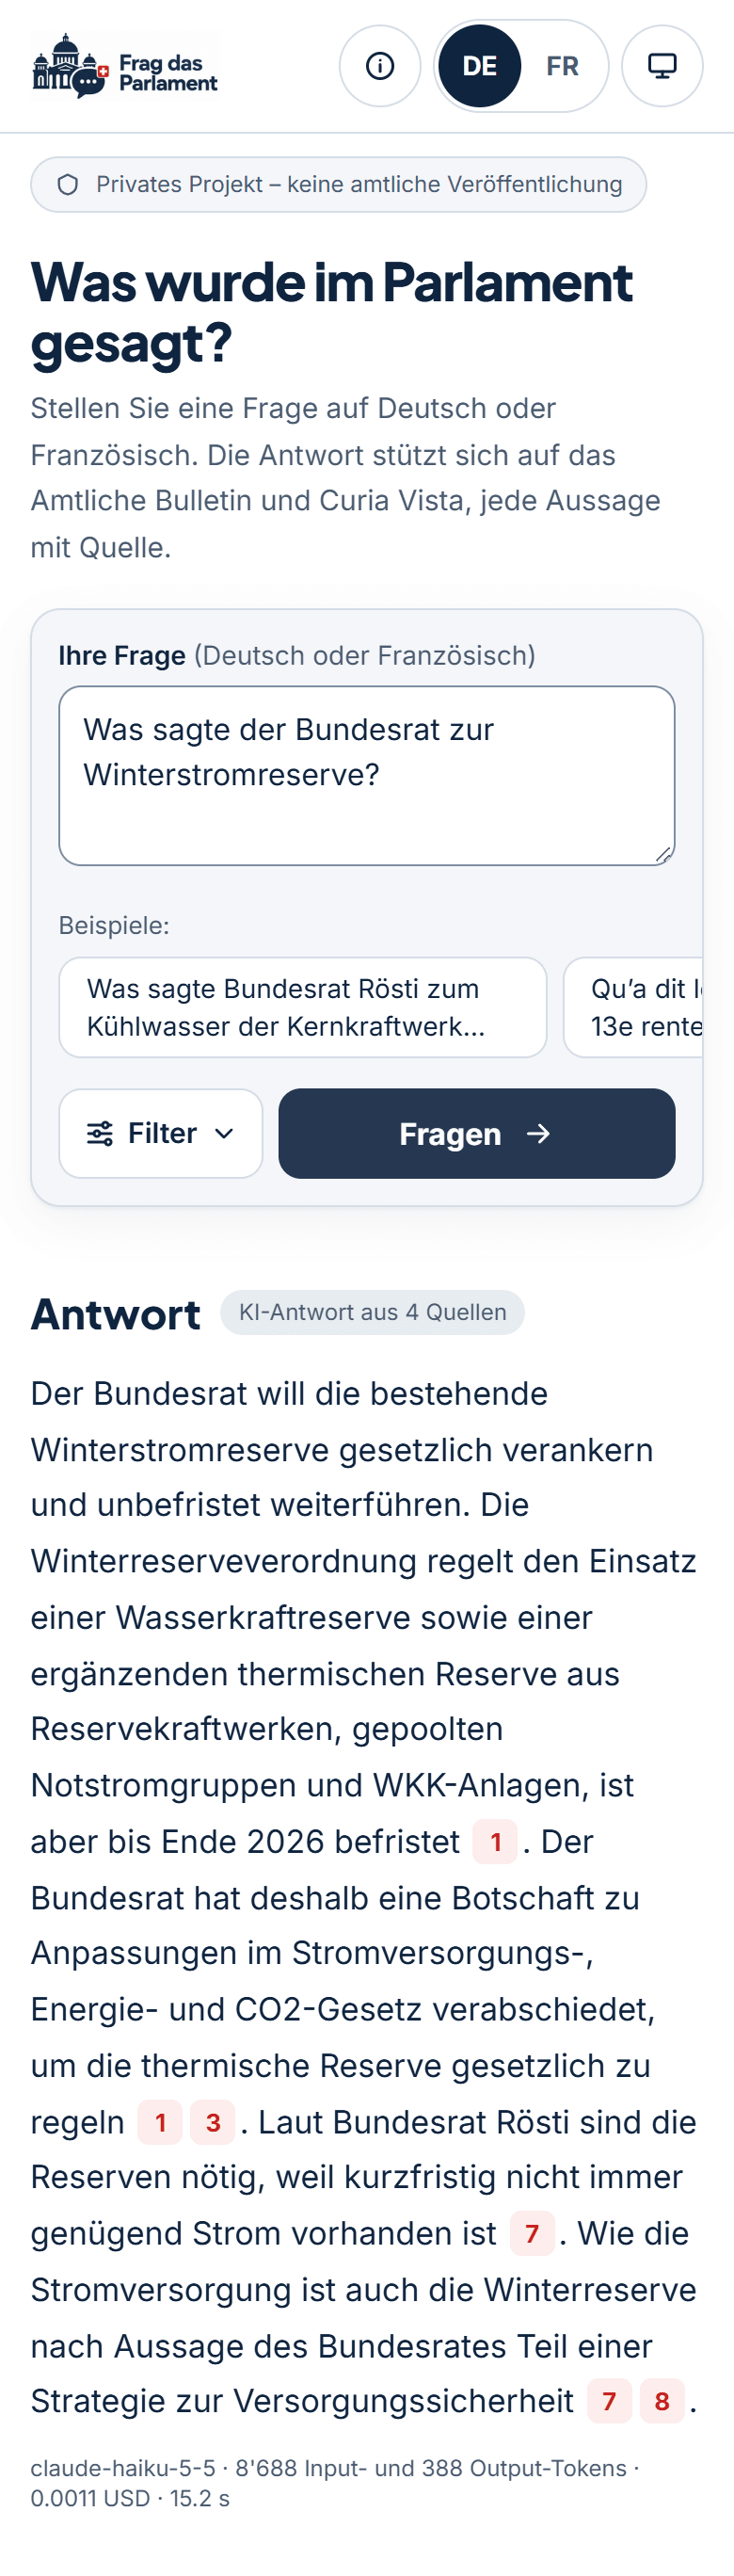 Frag das
Parlament
DE
FR
Privates Projekt – keine amtliche Veröffentlichung
Was wurde im Parlament
gesagt?
Stellen Sie eine Frage auf Deutsch oder
Französisch. Die Antwort stützt sich auf das
Amtliche Bulletin und Curia Vista, jede Aussage
mit Quelle.
Ihre Frage (Deutsch oder Französisch)
Was sagte der Bundesrat zur
Winterstromreserve?
Beispiele:
Was sagte Bundesrat Rösti zum
Kühlwasser der Kernkraftwerk...
Qu’a dit
13e rente
Filter
Fragen →
Antwort
KI-Antwort aus 4 Quellen
Der Bundesrat will die bestehende
Winterstromreserve gesetzlich verankern
und unbefristet weiterführen. Die
Winterreserveverordnung regelt den Einsatz
einer Wasserkraftreserve sowie einer
ergänzenden thermischen Reserve aus
Reservekraftwerken, gepoolten
Notstromgruppen und WKK-Anlagen, ist
aber bis Ende 2026 befristet 1. Der
Bundesrat hat deshalb eine Botschaft zu
Anpassungen im Stromversorgungs-,
Energie- und CO2-Gesetz verabschiedet,
um die thermische Reserve gesetzlich zu
regeln 1 3. Laut Bundesrat Rösti sind die
Reserven nötig, weil kurzfristig nicht immer
genügend Strom vorhanden ist 7. Wie die
Stromversorgung ist auch die Winterreserve
nach Aussage des Bundesrates Teil einer
Strategie zur Versorgungssicherheit 7 8.
claude-haiku-5-5 · 8'688 Input- und 388 Output-Tokens ·
0.0011 USD · 15.2 s